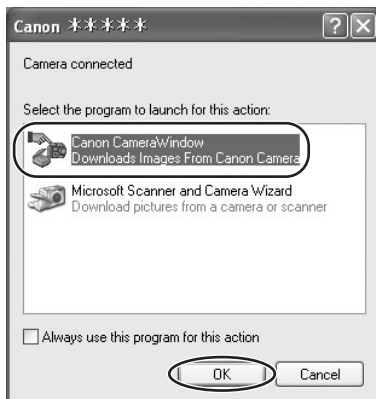 Canon *****
Camera connected
Select the program to launch for this action:
Canon CameraWindow
Downloads Images From Canon Camera
Microsoft Scanner and Camera Wizard
Download pictures from a camera or scanner
Always use this program for this action
OK Cancel